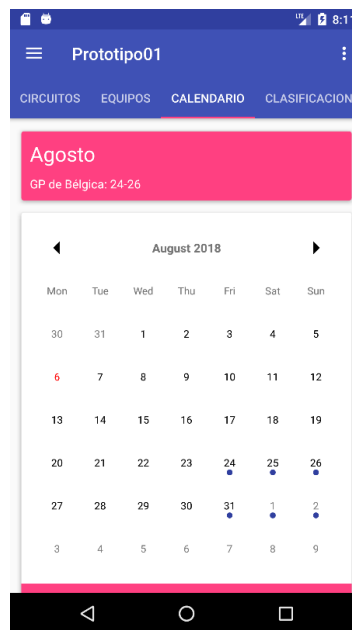 LTE 8:11
Prototipo01
CIRCUITOS EQUIPOS CALENDARIO CLASIFICACION
Agosto
GP de Bélgica: 24-26
August 2018
Mon Tue Wed Thu Fri Sat Sun
30 31 1 2 3 4 5
6 7 8 9 10 11 12
13 14 15 16 17 18 19
20 21 22 23 24 25 26
27 28 29 30 31 1 2
3 4 5 6 7 8 9